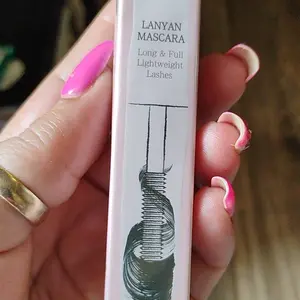 LANYAN
MASCARA
Long & Full
Lightweight
Lashes